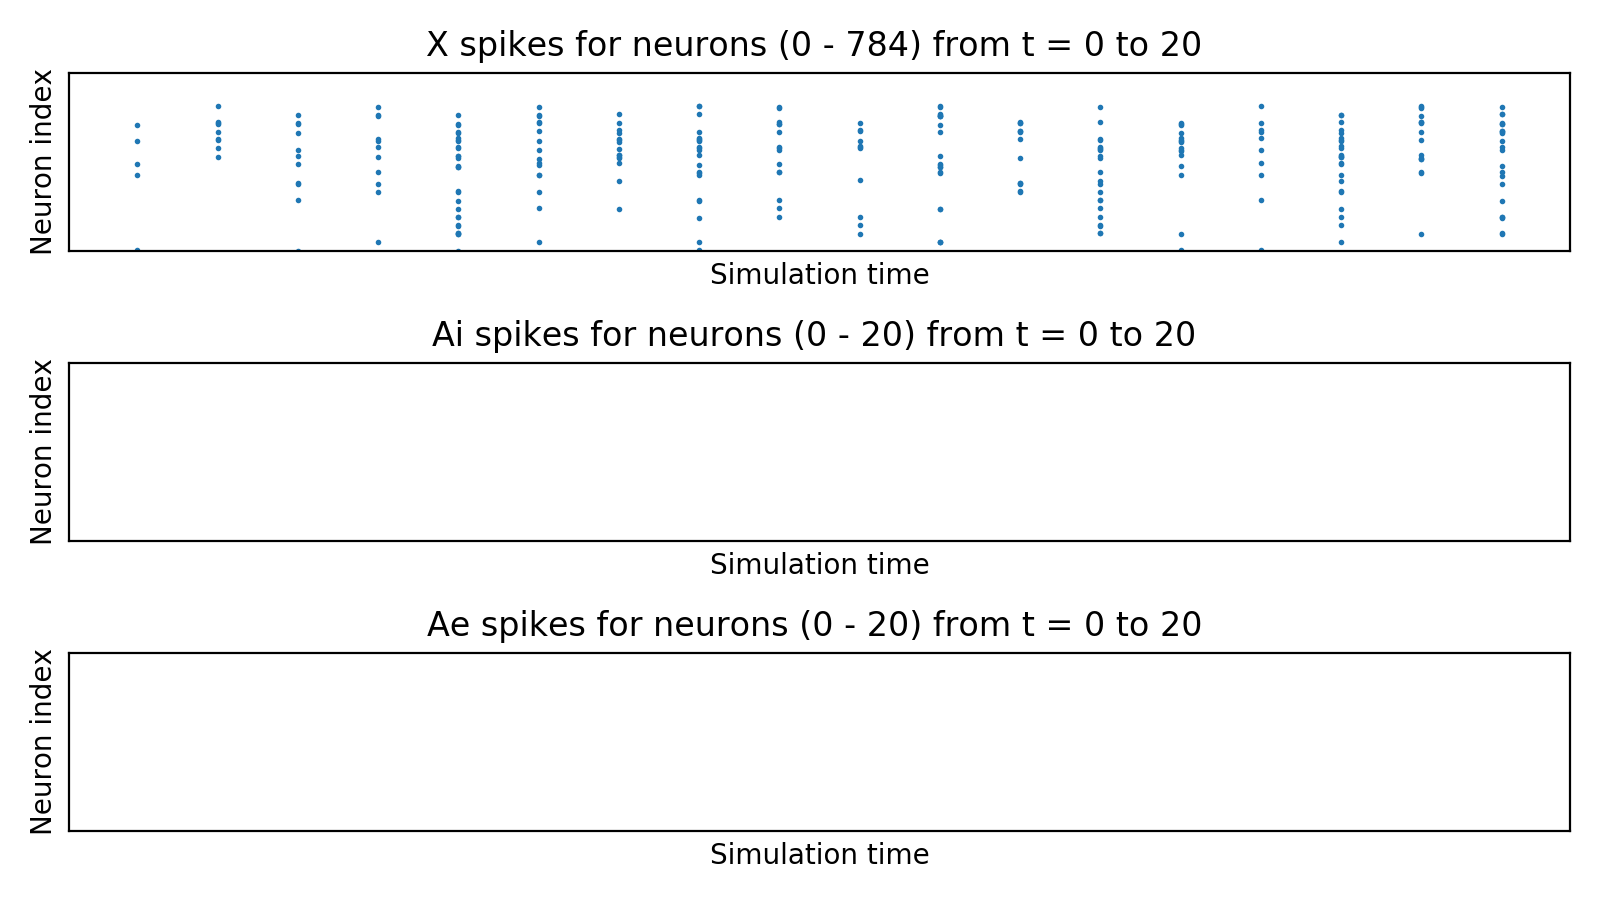 X spikes for neurons (0 - 784) from t = 0 to 20
Neuron index
Simulation time
Ai spikes for neurons (0 - 20) from t = 0 to 20
Neuron index
Simulation time
Ae spikes for neurons (0 - 20) from t = 0 to 20
Neuron index
Simulation time